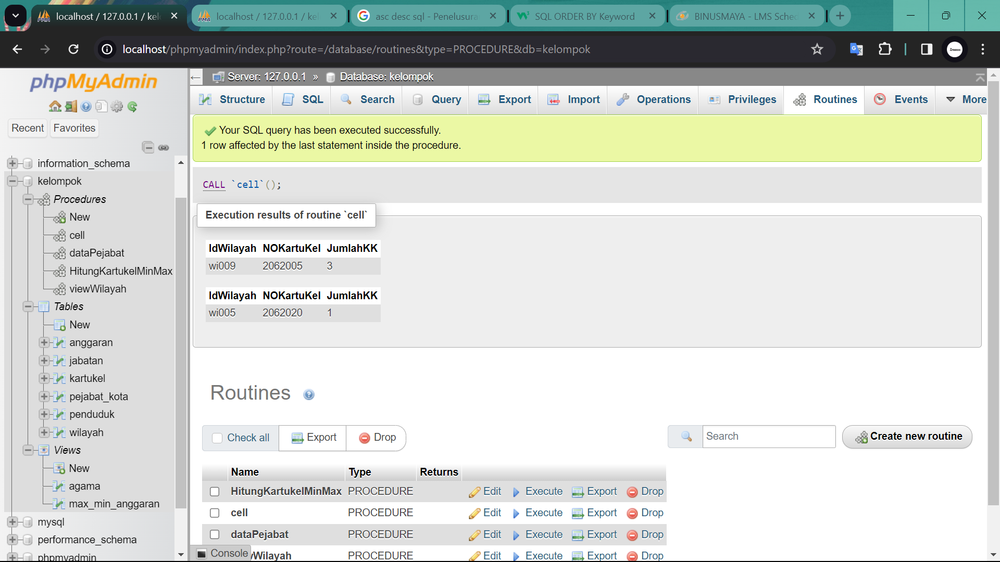 localhost / 127.0.0.1 / kel
localhost / 127.0.0.1 / kel
asc desc sql - Penelusura
SQL ORDER BY Keyword
BINUSMAYA - LMS Sched
localhost/phpmyadmin/index.php?route=/database/routines&type=PROCEDURE&db=kelompok
phpMyAdmin
Recent
Favorites
information_schema
kelompok
Procedures
New
cell
dataPejabat
HitungKartukelMinMax
viewWilayah
Tables
New
anggaran
jabatan
kartukel
pejabat_kota
penduduk
wilayah
Views
New
agama
max_min_anggaran
mysql
performance_schema
phpmyadmin
Server: 127.0.0.1 » Database: kelompok
Structure SQL Search Query Export Import Operations Privileges Routines Events More
Your SQL query has been executed successfully.
1 row affected by the last statement inside the procedure.
CALL `cell`();
Execution results of routine `cell`
IdWilayah NOKartuKel JumlahKK
wi009 2062005 3
IdWilayah NOKartuKel JumlahKK
wi005 2062020 1
Routines
Check all Export Drop Search Create new routine
Name Type Returns
HitungKartukelMinMax PROCEDURE Edit Execute Export Drop
cell PROCEDURE Edit Execute Export Drop
dataPejabat PROCEDURE Edit Execute Export Drop
wWilayah PROCEDURE Edit Execute Export Drop
Console